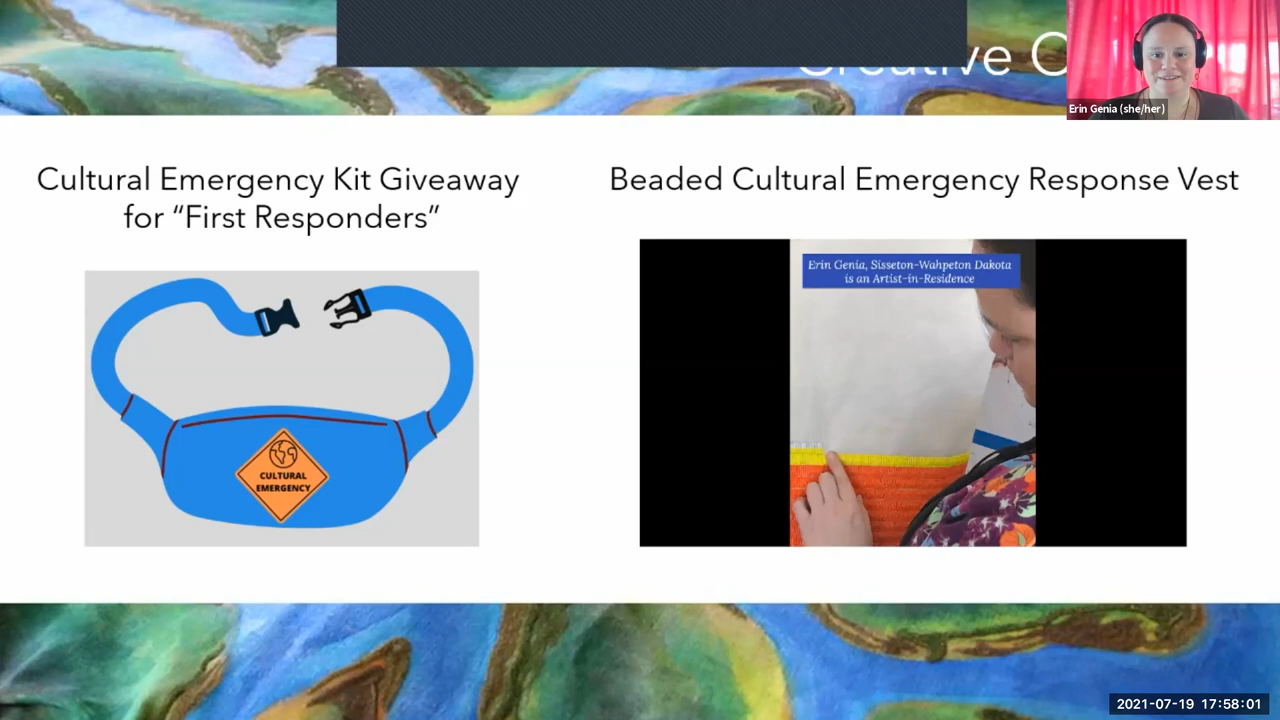 Creative
Erin Genia (she/her)
Cultural Emergency Kit Giveaway
for “First Responders”
Beaded Cultural Emergency Response Vest
CULTURAL
EMERGENCY
Erin Genia, Sisseton-Wahpeton Dakota
is an Artist-in-Residence
2021-07-19 17:58:01